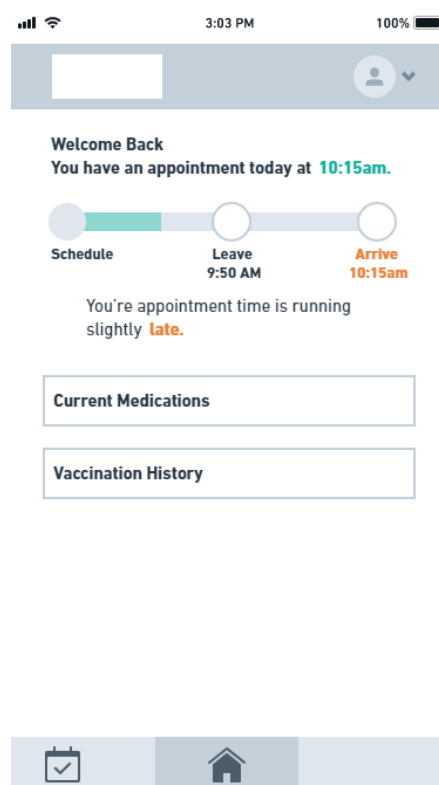 3:03 PM 100%
Welcome Back
You have an appointment today at 10:15am.
Schedule Leave Arrive
9:50 AM 10:15am
You're appointment time is running
slightly late.
Current Medications
Vaccination History